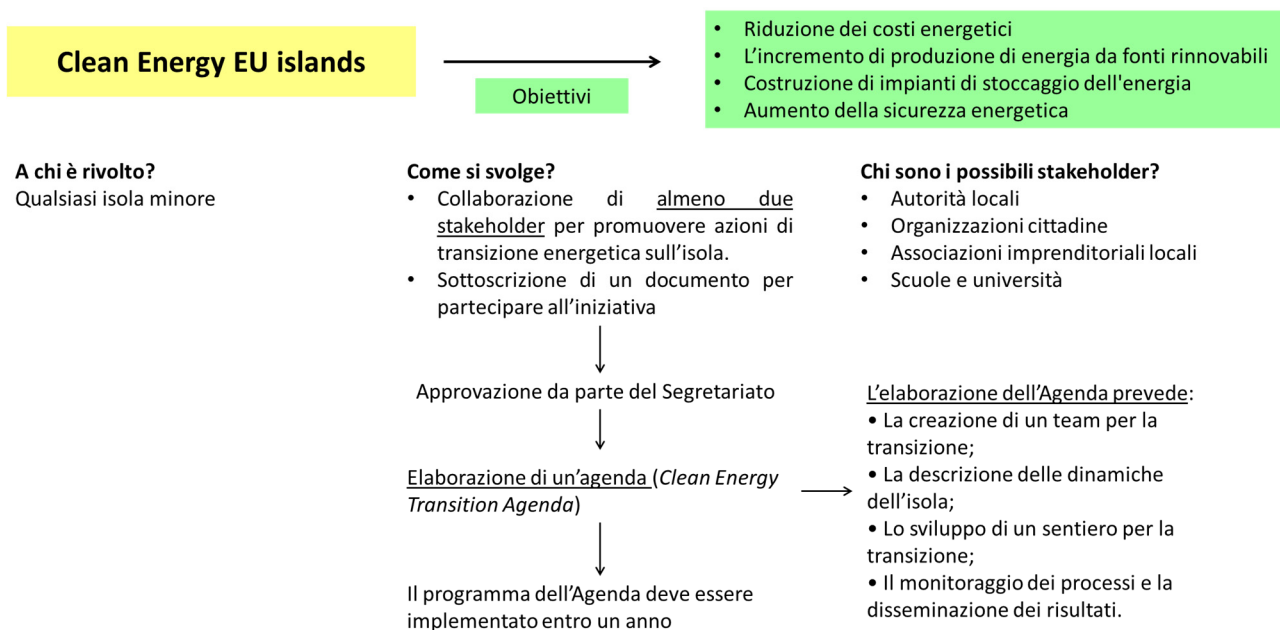 Clean Energy EU islands
Obiettivi
• Riduzione dei costi energetici
• L'incremento di produzione di energia da fonti rinnovabili
• Costruzione di impianti di stoccaggio dell'energia
• Aumento della sicurezza energetica
A chi è rivolto?
Qualsiasi isola minore
Come si svolge?
• Collaborazione di almeno due
stakeholder per promuovere azioni di
transizione energetica sull'isola.
• Sottoscrizione di un documento per
partecipare all'iniziativa
Chi sono i possibili stakeholder?
• Autorità locali
• Organizzazioni cittadine
• Associazioni imprenditoriali locali
• Scuole e università
Approvazione da parte del Segretariato
Elaborazione di un'agenda (Clean Energy
Transition Agenda)
Il programma dell'Agenda deve essere
implementato entro un anno
L'elaborazione dell'Agenda prevede:
• La creazione di un team per la
transizione;
• La descrizione delle dinamiche
dell'isola;
• Lo sviluppo di un sentiero per la
transizione;
• Il monitoraggio dei processi e la
disseminazione dei risultati.